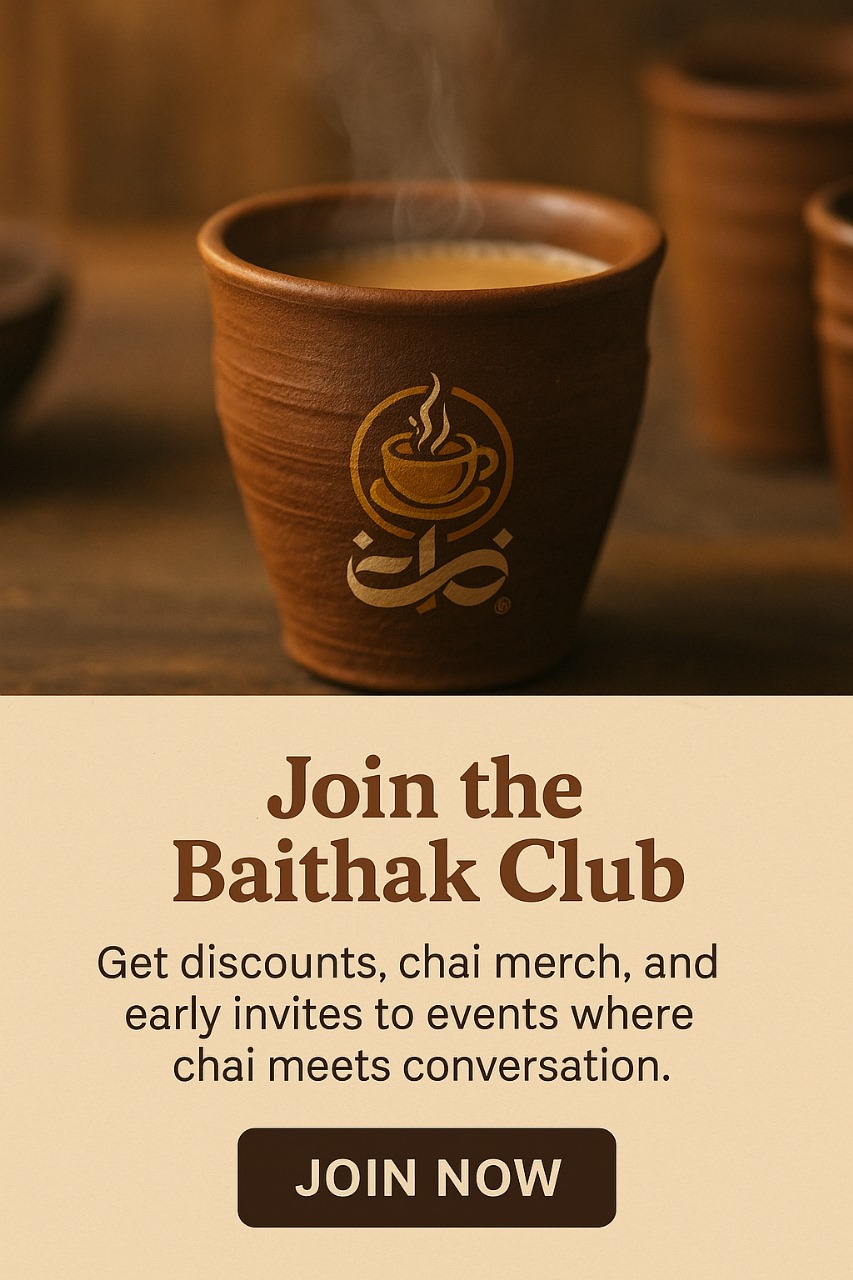 Join the
Baithak Club
Get discounts, chai merch, and
early invites to events where
chai meets conversation.
JOIN NOW